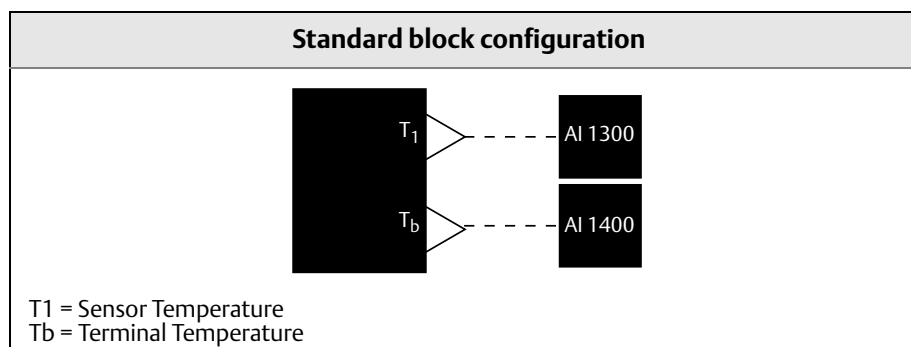 Standard block configuration
T1
AI 1300
Tb
AI 1400
T1 = Sensor Temperature
Tb = Terminal Temperature